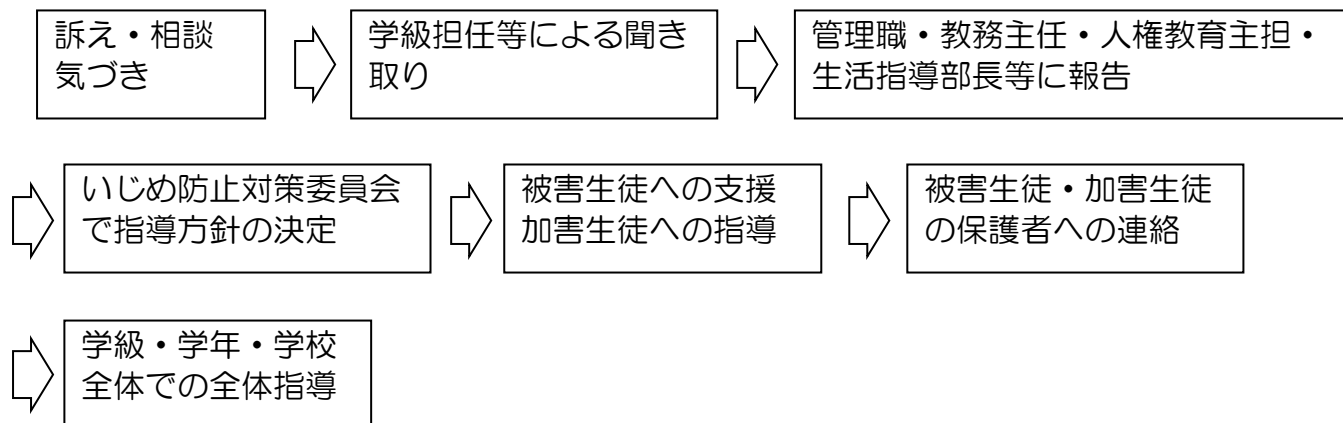 訴え・相談
気づき
学級担任等による聞き
取り
管理職・教務主任・人権教育主担・
生活指導部長等に報告
いじめ防止対策委員会
で指導方針の決定
被害生徒への支援
加害生徒への指導
被害生徒・加害生徒
の保護者への連絡
学級・学年・学校
全体での全体指導